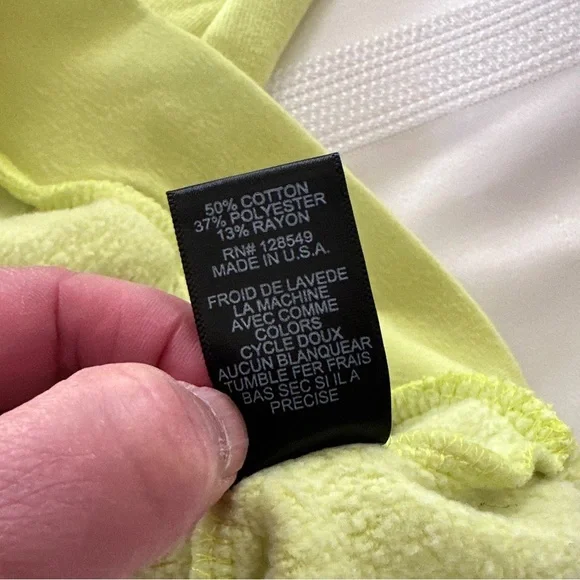 50% COTTON
37% POLYESTER
13% RAYON
RN# 128549
MADE IN U.S.A.
FROID DE LAVEDE
LA MACHINE
AVEC COMME
COLORS
CYCLE DOUX
AUCUN BLANQUEAR
TUMBLE FER FRAIS
BAS SEC SI IL A
PRECISE